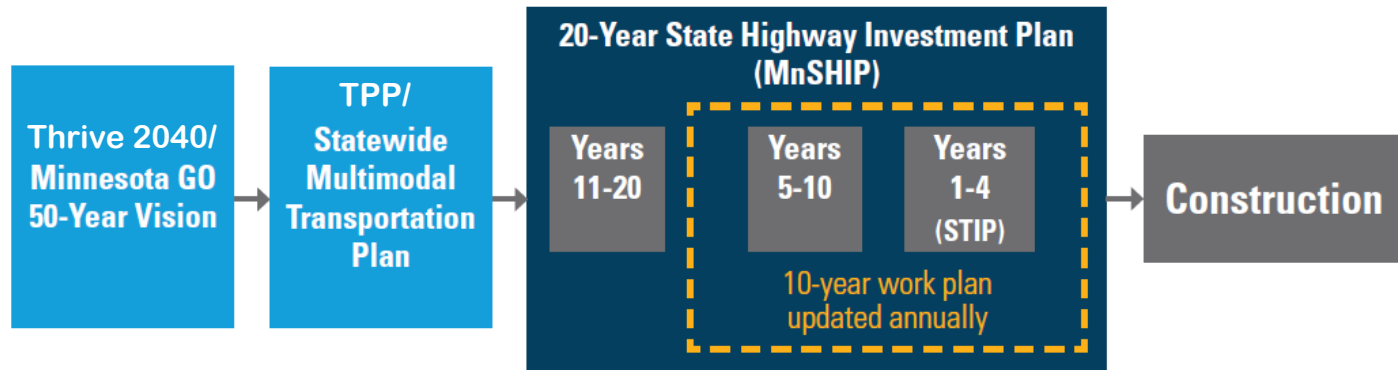 Thrive 2040/
Minnesota GO
50-Year Vision
TPP/
Statewide
Multimodal
Transportation
Plan
20-Year State Highway Investment Plan
(MnSHIP)
Years
11-20
Years
5-10
Years
1-4
(STIP)
10-year work plan
updated annually
Construction